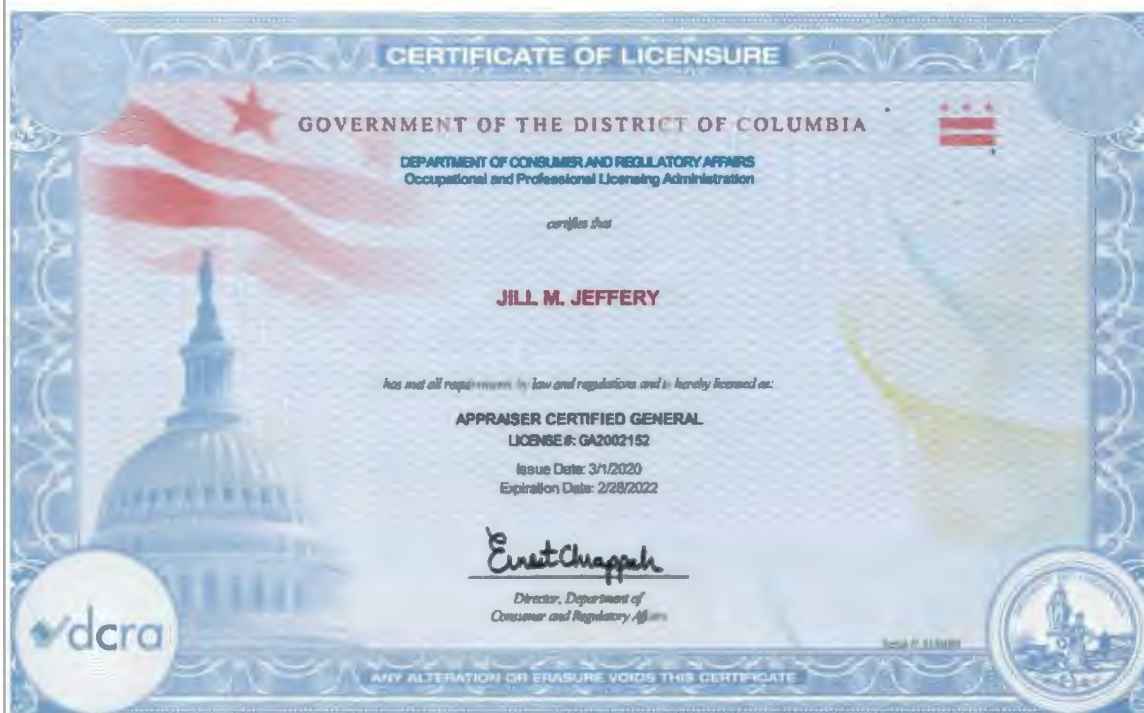 CERTIFICATE OF LICENSURE
GOVERNMENT OF THE DISTRICT OF COLUMBIA
DEPARTMENT OF CONSUMER AND REGULATORY AFFAIRS
Occupational and Professional Licensing Administration
certifies that
JILL M. JEFFERY
has met all requirements by law and regulations and is hereby licensed as:
APPRAISER CERTIFIED GENERAL
LICENSE #: GA2002152
Issue Date: 3/1/2020
Expiration Date: 2/28/2022
Ernest Chrappah
Director, Department of
Consumer and Regulatory Affairs
dcra
ANY ALTERATION OR ERASURE VOIDS THIS CERTIFICATE